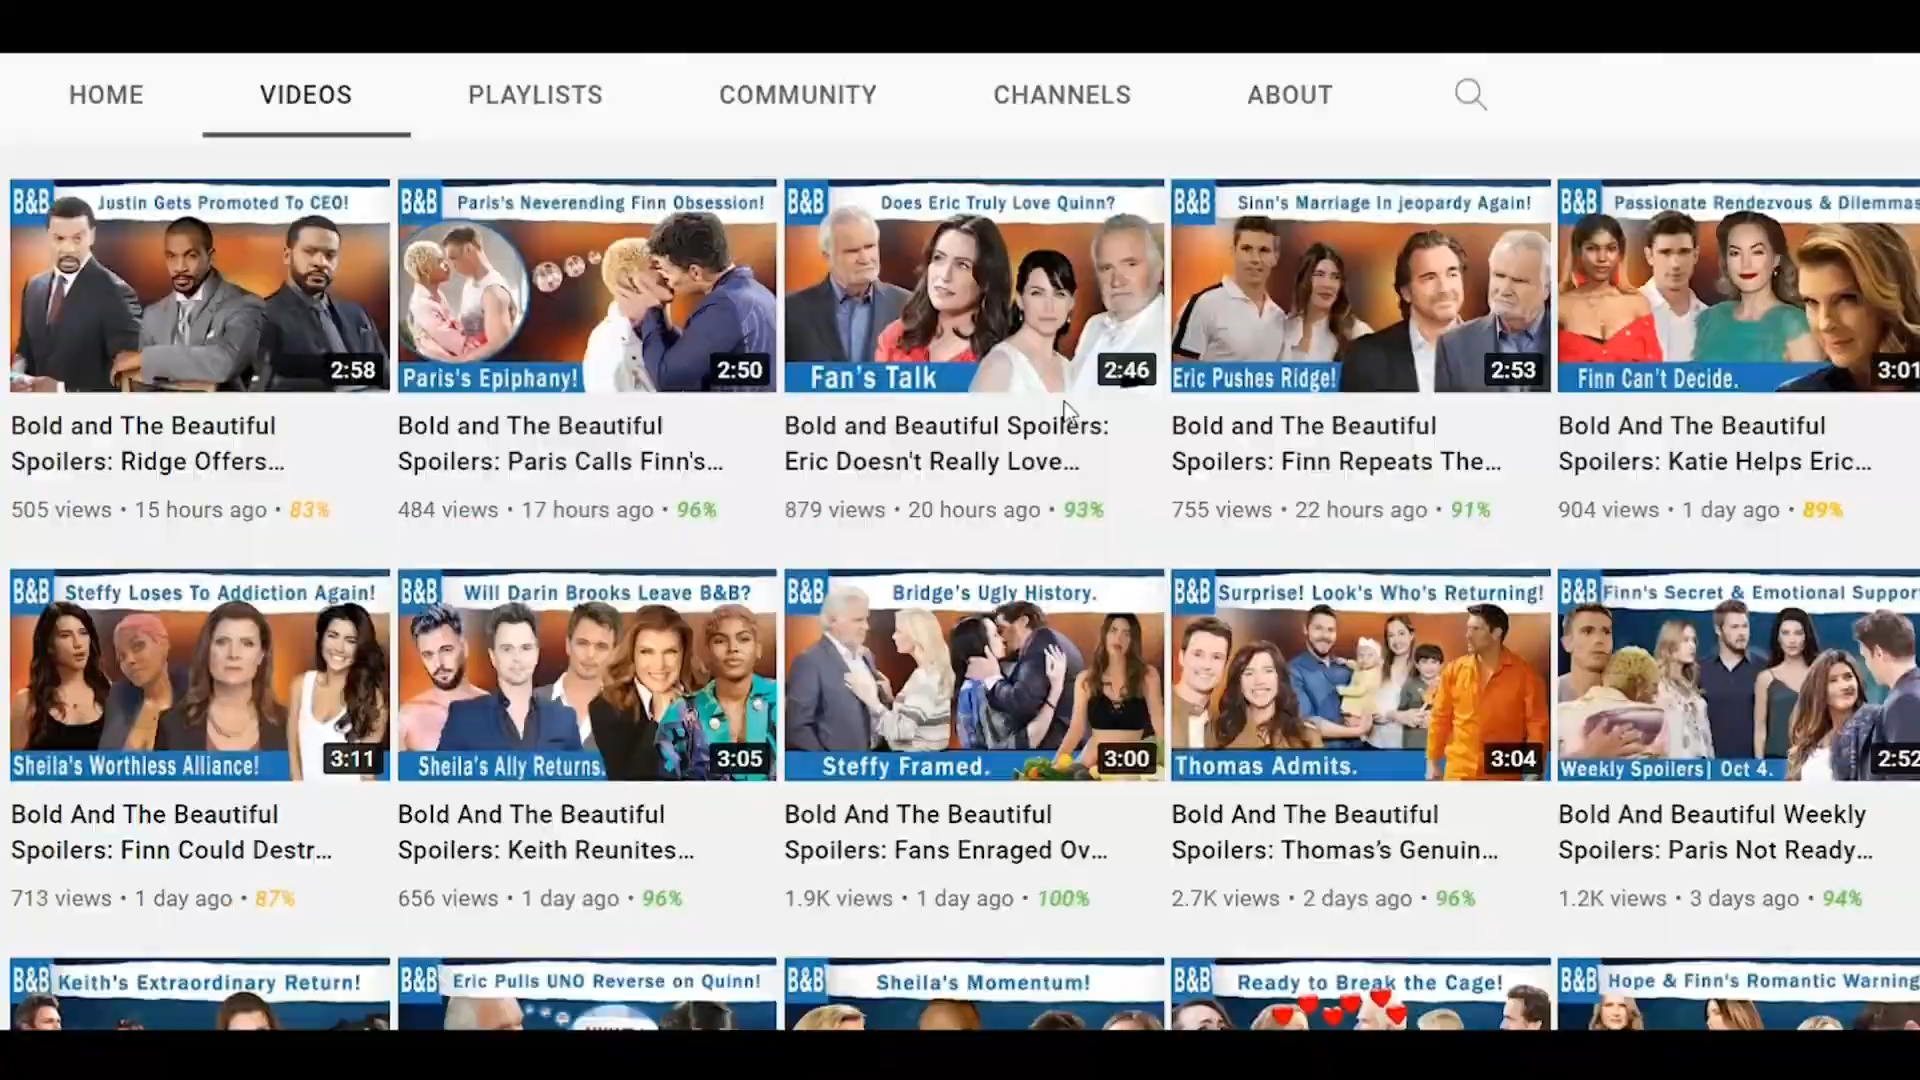 HOME VIDEOS PLAYLISTS COMMUNITY CHANNELS ABOUT
B&B Justin Gets Promoted To CEO!
2:58
Bold and The Beautiful
Spoilers: Ridge Offers...
505 views • 15 hours ago • 83%
B&B Paris's Neverending Finn Obsession!
Paris's Epiphany! 2:50
Bold and The Beautiful
Spoilers: Paris Calls Finn's...
484 views • 17 hours ago • 96%
B&B Does Eric Truly Love Quinn?
Fan's Talk 2:46
Bold and Beautiful Spoilers:
Eric Doesn't Really Love...
879 views • 20 hours ago • 93%
B&B Sinn's Marriage In jeopardy Again!
Eric Pushes Ridge! 2:53
Bold and The Beautiful
Spoilers: Finn Repeats The...
755 views • 22 hours ago • 91%
B&B Passionate Rendezvous & Dilemmas
Finn Can't Decide. 3:01
Bold And The Beautiful
Spoilers: Katie Helps Eric...
904 views • 1 day ago • 89%
B&B Steffy Loses To Addiction Again!
Sheila's Worthless Alliance! 3:11
Bold And The Beautiful
Spoilers: Finn Could Destr...
713 views • 1 day ago • 87%
B&B Will Darin Brooks Leave B&B?
Sheila's Ally Returns. 3:05
Bold And The Beautiful
Spoilers: Keith Reunites...
656 views • 1 day ago • 96%
B&B Bridge's Ugly History.
Steffy Framed. 3:00
Bold And The Beautiful
Spoilers: Fans Enraged Ov...
1.9K views • 1 day ago • 100%
B&B Surprise! Look's Who's Returning!
Thomas Admits. 3:04
Bold And The Beautiful
Spoilers: Thomas's Genuin...
2.7K views • 2 days ago • 96%
B&B Finn's Secret & Emotional Suppor
Weekly Spoilers| Oct 4. 2:52
Bold And Beautiful Weekly
Spoilers: Paris Not Ready...
1.2K views • 3 days ago • 94%
B&B Keith's Extraordinary Return!
B&B Eric Pulls UNO Reverse on Quinn!
B&B Sheila's Momentum!
B&B Ready to Break the Cage!
B&B Hope & Finn's Romantic Warning